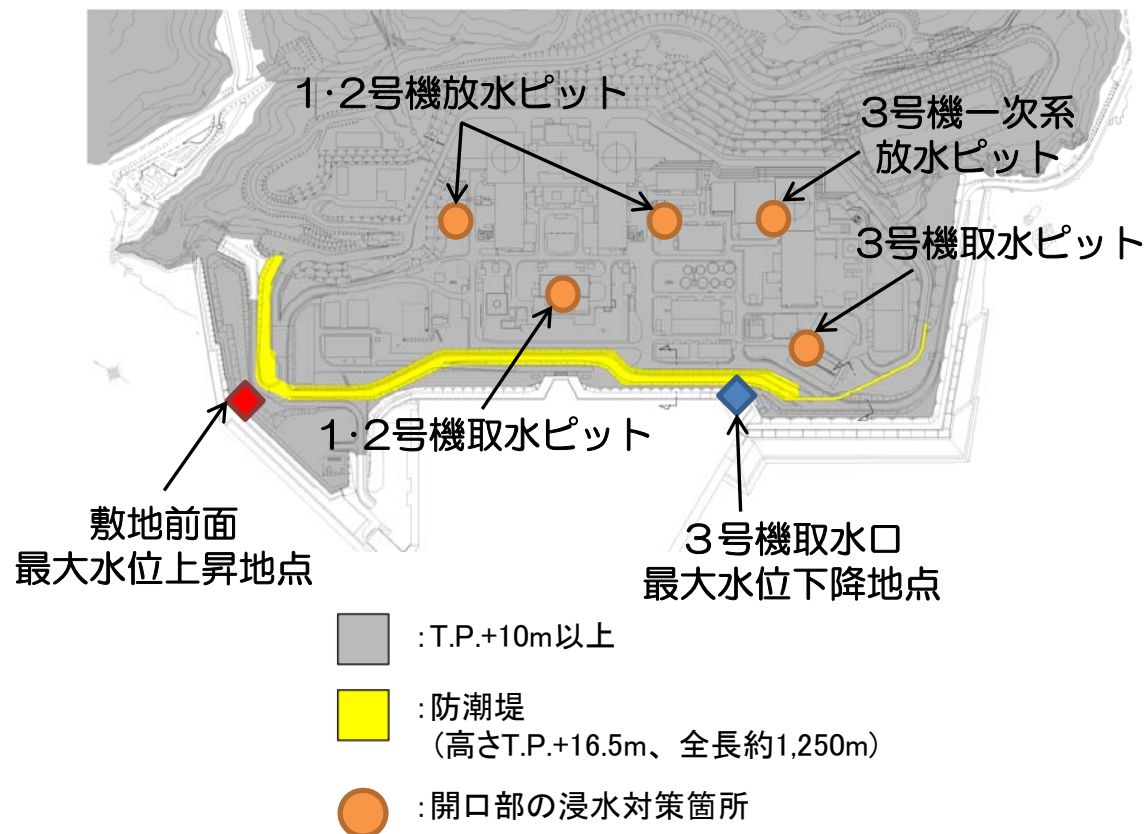 1・2号機放水ピット
3号機一次系
放水ピット
3号機取水ピット
1・2号機取水ピット
敷地前面
最大水位上昇地点
３号機取水口
最大水位下降地点
：T.P.+10m以上
：防潮堤
（高さT.P.+16.5m、全長約1,250m）
：開口部の浸水対策箇所